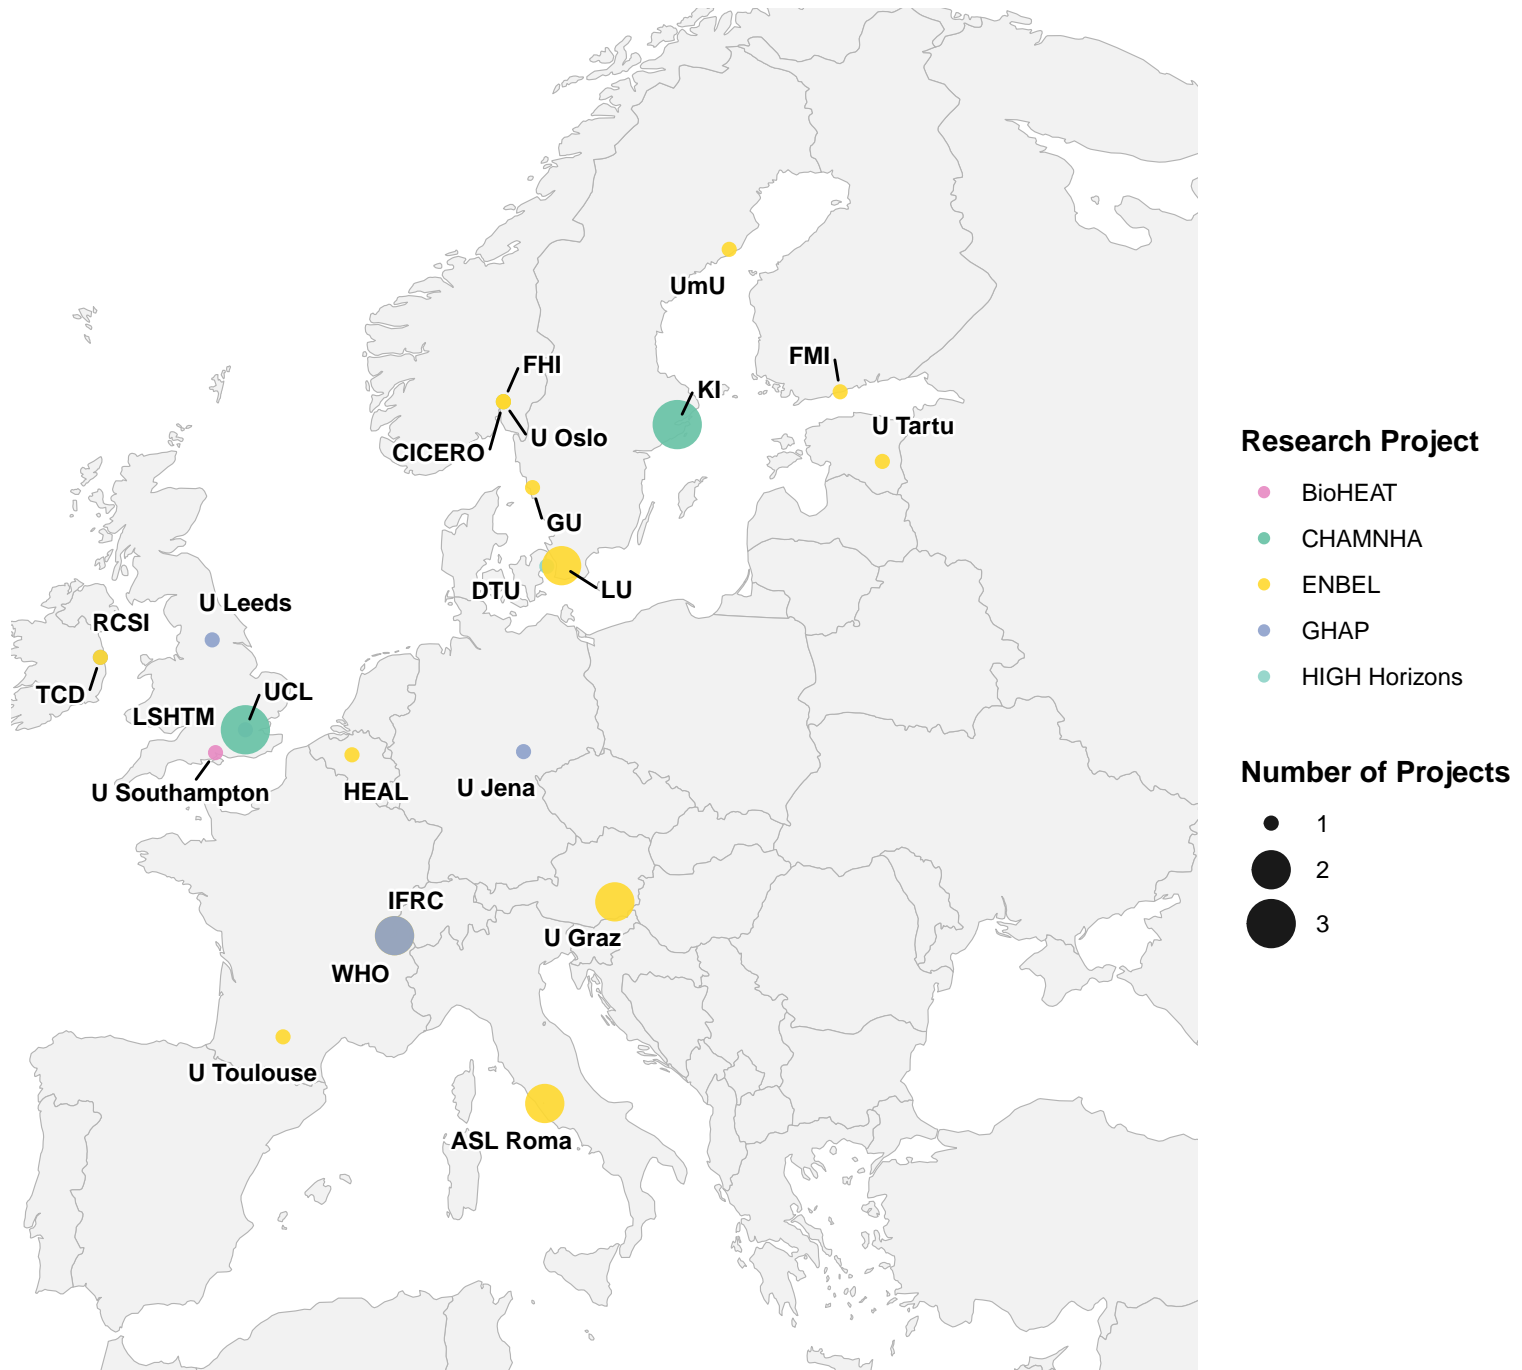 UmU
FMI
FHI
KI
U Tartu
U Oslo
CICERO
GU
DTU
LU
U Leeds
RCSI
TCD
UCL
LSHTM
U Southampton
HEAL
U Jena
IFRC
U Graz
WHO
U Toulouse
ASL Roma
Research Project
BioHEAT
CHAMNHA
ENBEL
GHAP
HIGH Horizons
Number of Projects
1
2
3